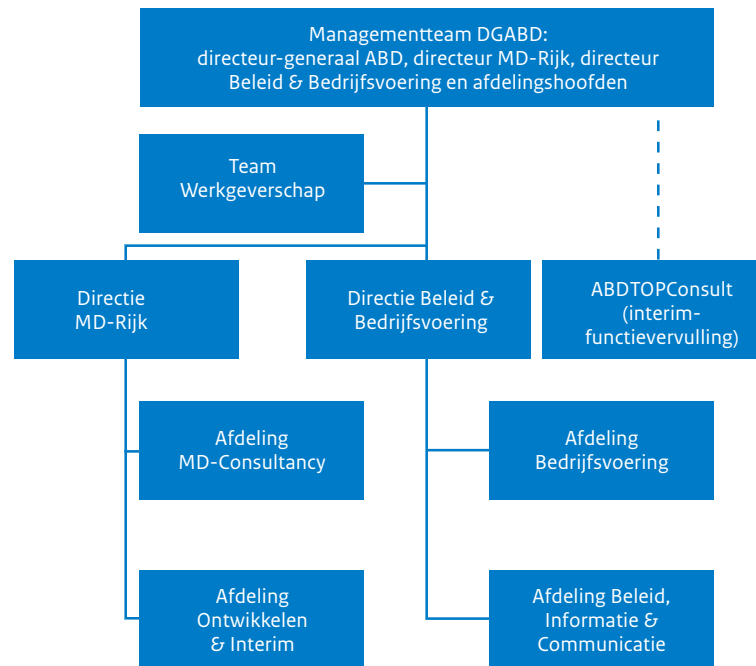 Managementteam DGABD:
directeur-generaal ABD, directeur MD-Rijk, directeur
Beleid & Bedrijfsvoering en afdelingshoofden
Team
Werkgeverschap
Directie
MD-Rijk
Directie Beleid &
Bedrijfsvoering
ABDTOPConsult
(interim-
functievervulling)
Afdeling
MD-Consultancy
Afdeling
Bedrijfsvoering
Afdeling
Ontwikkelen
& Interim
Afdeling Beleid,
Informatie &
Communicatie